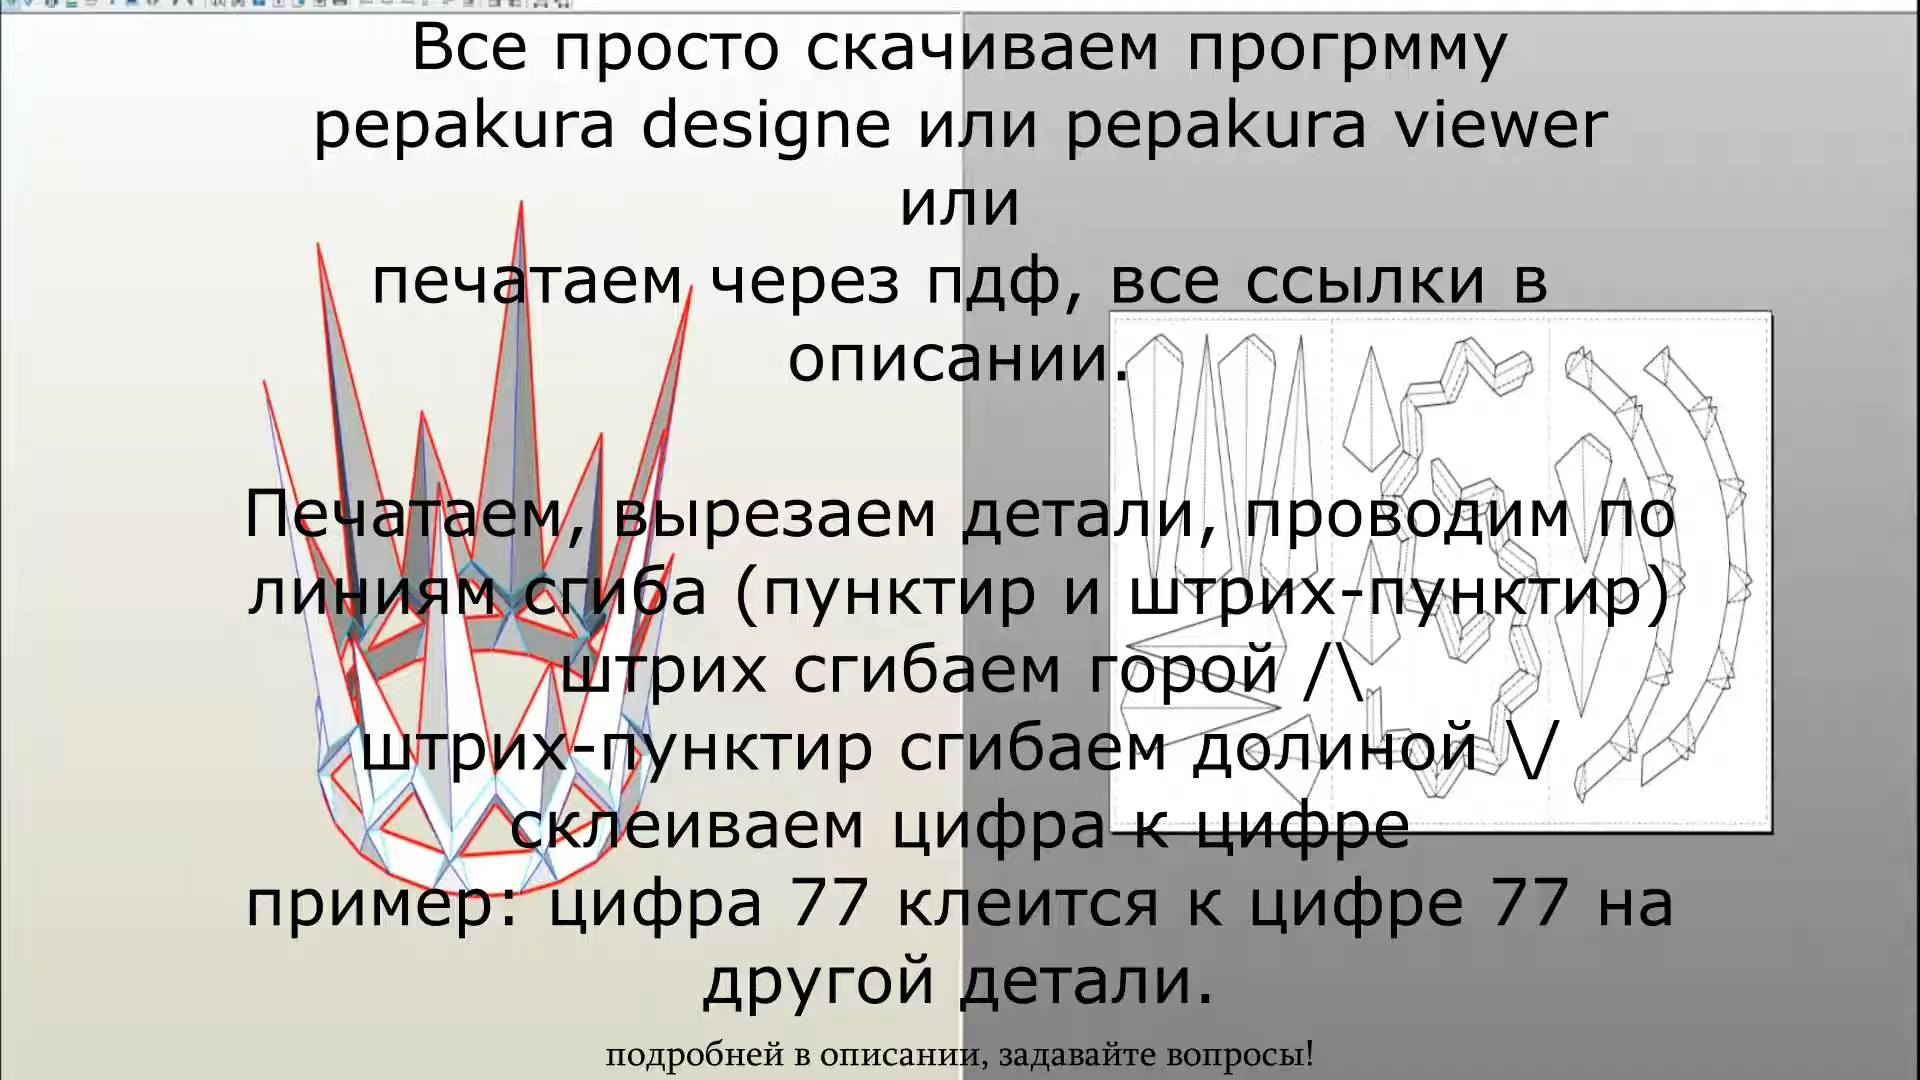 Все просто скачиваем прогрмму
pepakura designe или pepakura viewer
или
печатаем через пдф, все ссылки в
описании.
Печатаем, вырезаем детали, проводим по
линиям сгиба (пунктир и штрих-пунктир)
штрих сгибаем горой /\
штрих-пунктир сгибаем долиной \/
склеиваем цифра к цифре
пример: цифра 77 клеится к цифре 77 на
другой детали.
подробней в описании, задавайте вопросы!